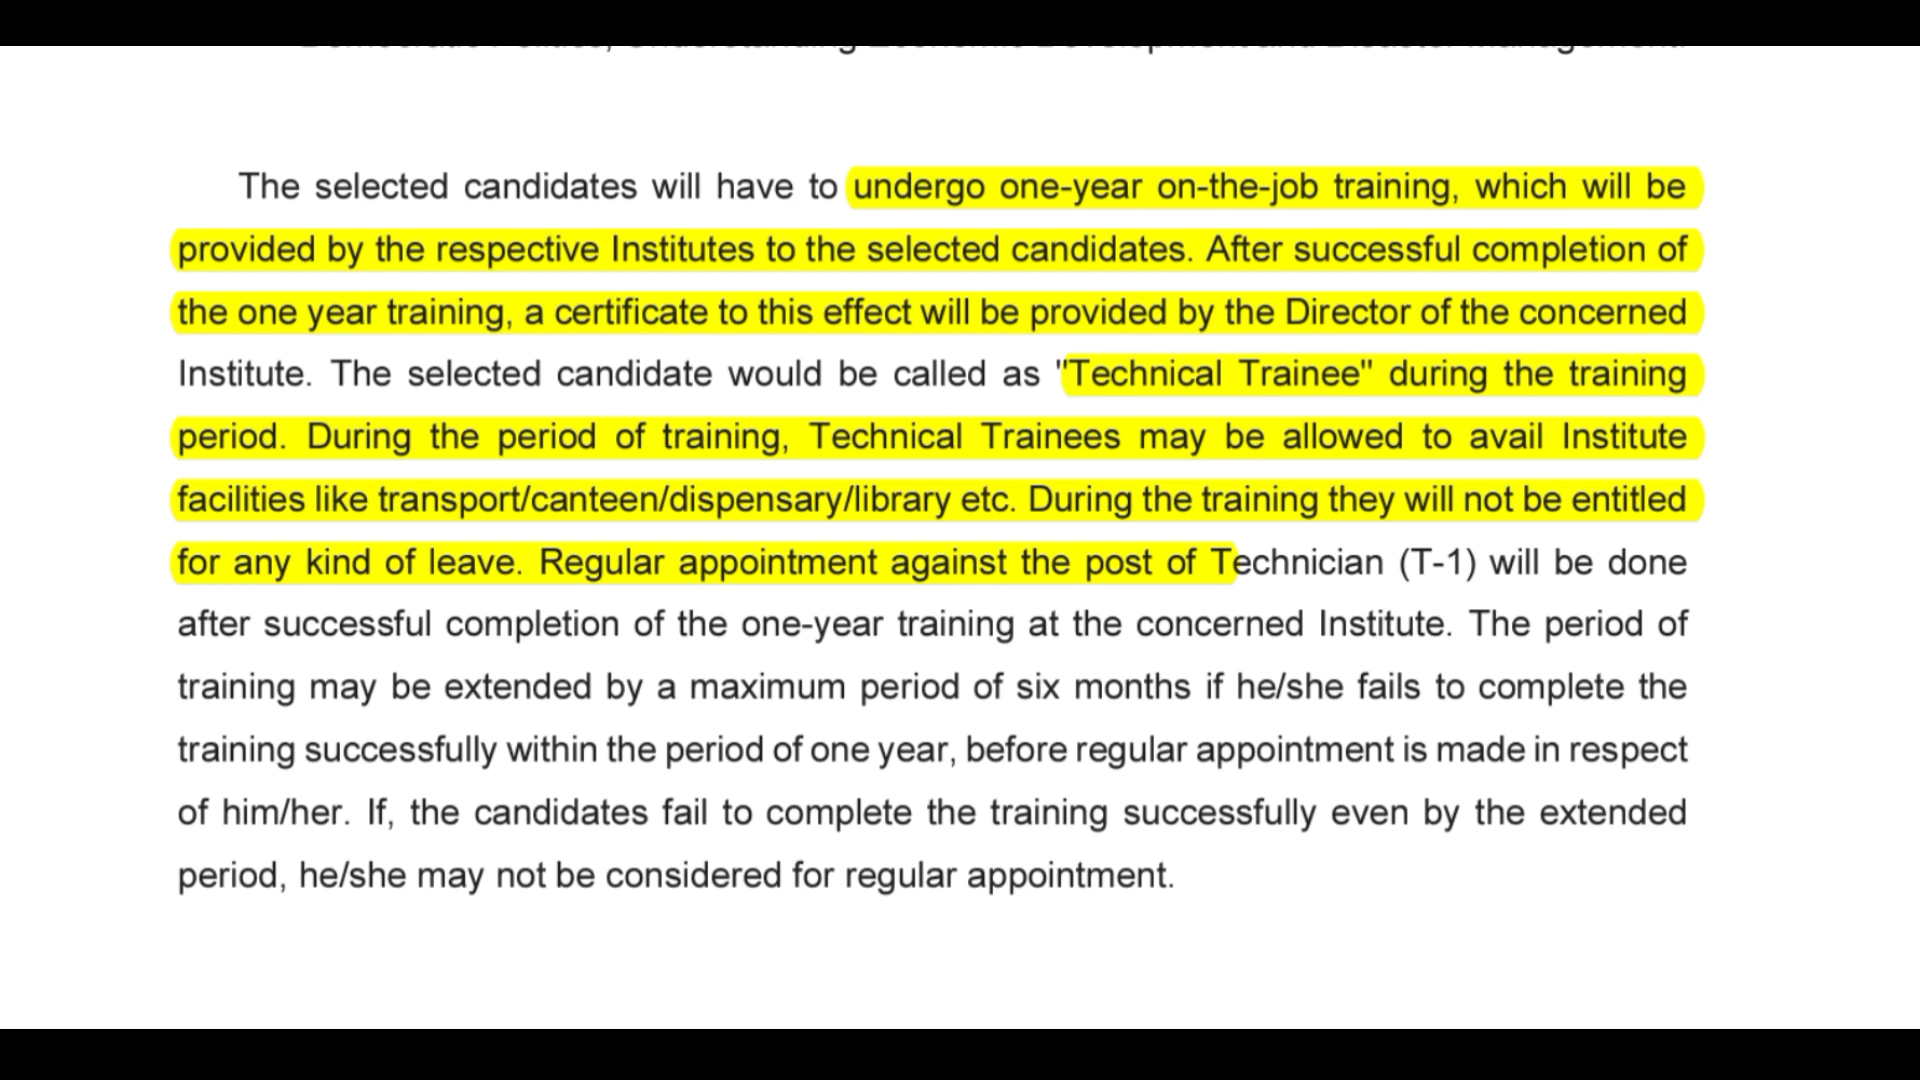 The selected candidates will have to undergo one-year on-the-job training, which will be
provided by the respective Institutes to the selected candidates. After successful completion of
the one year training, a certificate to this effect will be provided by the Director of the concerned
Institute. The selected candidate would be called as "Technical Trainee" during the training
period. During the period of training, Technical Trainees may be allowed to avail Institute
facilities like transport/canteen/dispensary/library etc. During the training they will not be entitled
for any kind of leave. Regular appointment against the post of Technician (T-1) will be done
after successful completion of the one-year training at the concerned Institute. The period of
training may be extended by a maximum period of six months if he/she fails to complete the
training successfully within the period of one year, before regular appointment is made in respect
of him/her. If, the candidates fail to complete the training successfully even by the extended
period, he/she may not be considered for regular appointment.